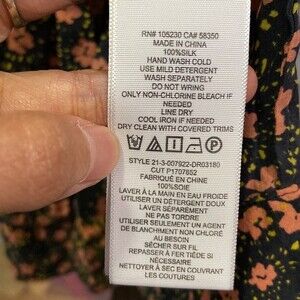 RN# 105230 CA# 58350
MADE IN CHINA
100%SILK
HAND WASH COLD
USE MILD DETERGENT
WASH SEPARATELY
DO NOT WRING
ONLY NON-CHLORINE BLEACH IF
NEEDED
LINE DRY
COOL IRON IF NEEDED
DRY CLEAN WITH COVERED TRIMS
STYLE 21-3-007922-DR03180
CUT P1707652
FABRIQUÉ EN CHINE
100%SOIE
LAVER À LA MAIN EN EAU FROIDE
UTILISER UN DÉTERGENT DOUX
LAVER SÉPARÉMENT
NE PAS TORDRE
UTILISER SEULEMENT UN AGENT
DE BLANCHIMENT NON CHLORÉ
AU BESOIN
SÉCHER SUR FIL
REPASSER À FER TIÈDE SI
NÉCESSAIRE
NETTOYER À SEC EN COUVRANT
LES COUTURES